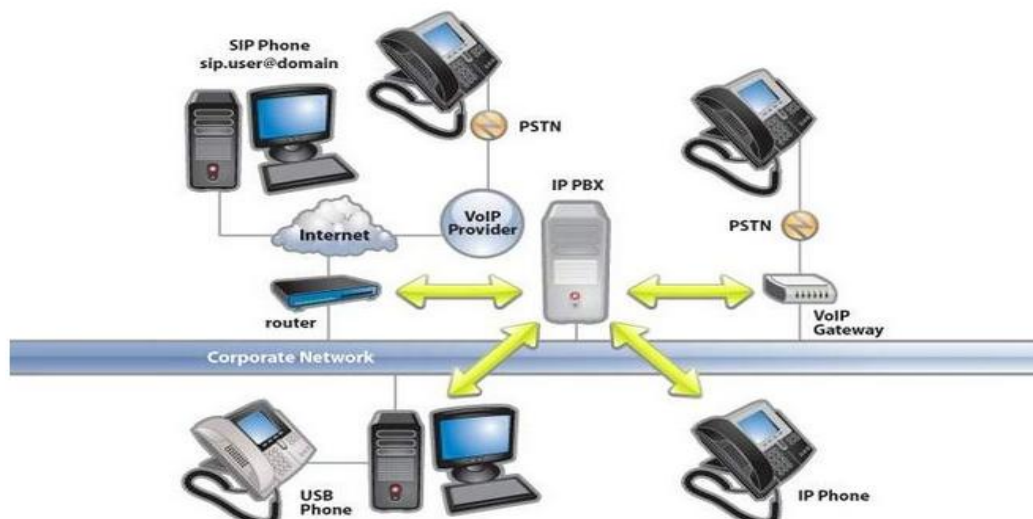 SIP Phone
sip.user@domain
PSTN
IP PBX
VoIP
Provider
Internet
PSTN
router
VoIP
Gateway
Corporate Network
USB
Phone
IP Phone